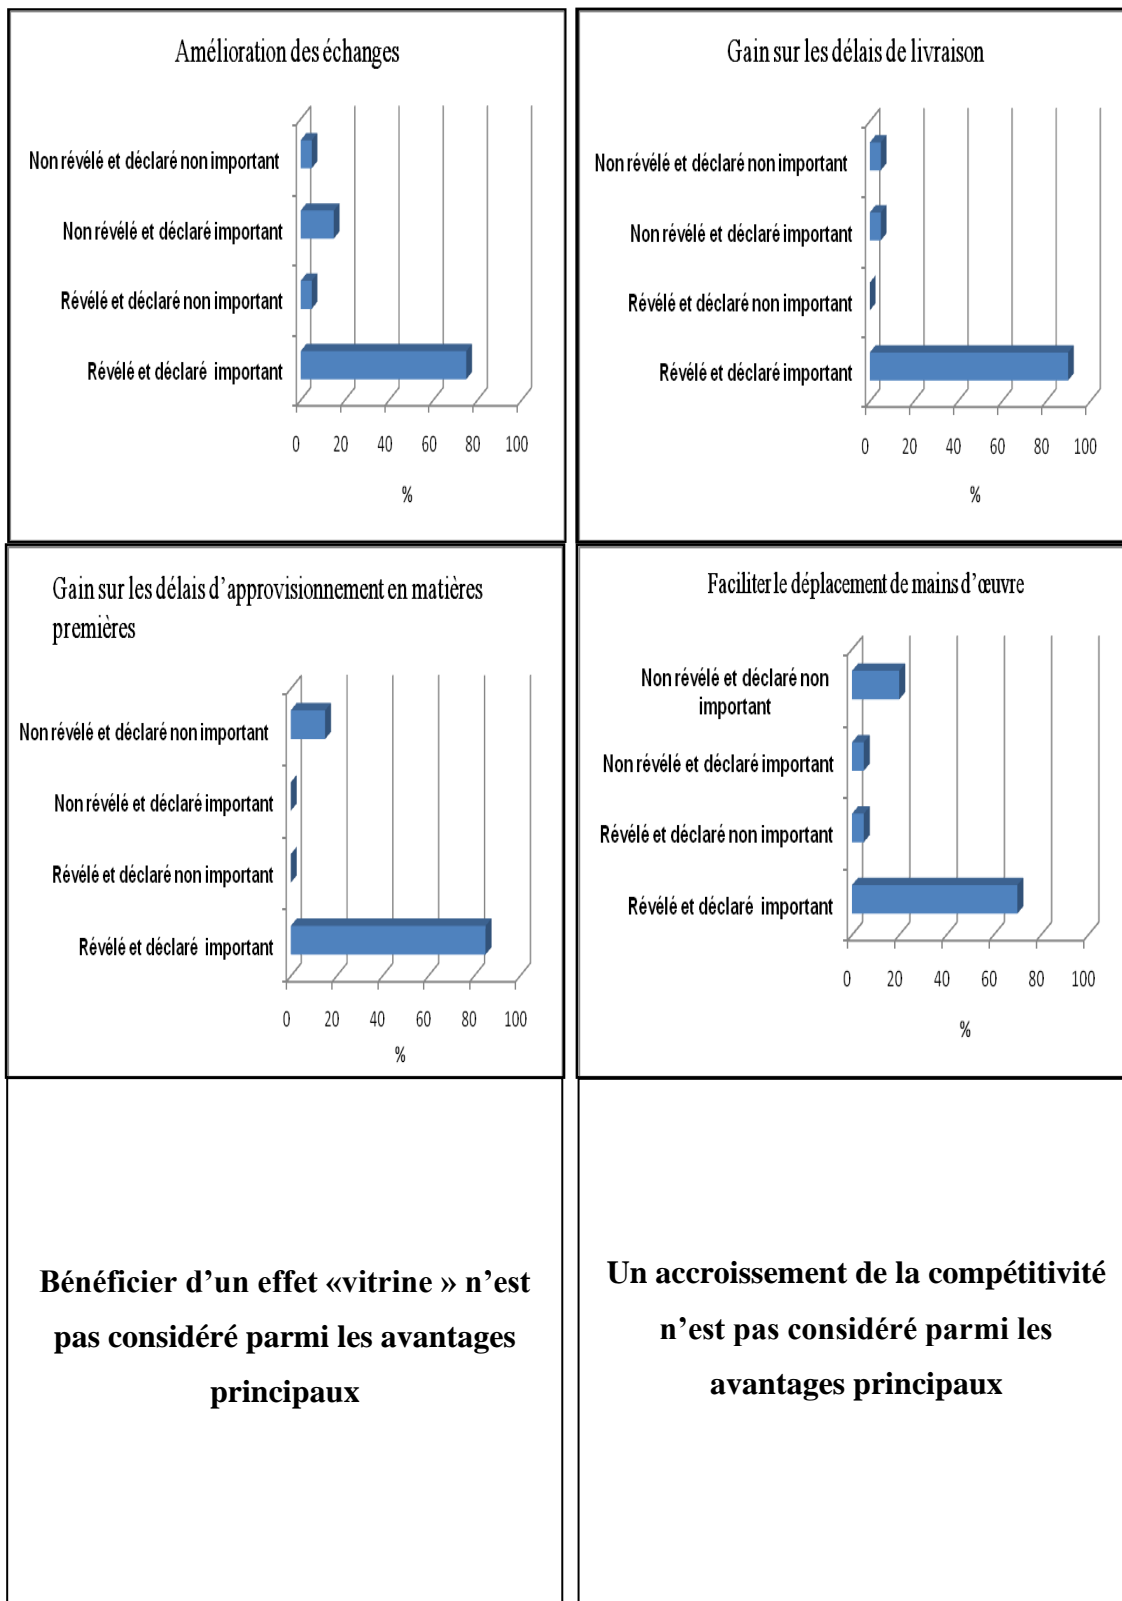 Amélioration des échanges
Non révélé et déclaré non important
Non révélé et déclaré important
Révélé et déclaré non important
Révélé et déclaré  important
0 20 40 60 80 100
%
Gain sur les délais de livraison
Non révélé et déclaré non important
Non révélé et déclaré important
Révélé et déclaré non important
Révélé et déclaré important
0 20 40 60 80 100
%
Gain sur les délais d’approvisionnement en matières
premières
Non révélé et déclaré non important
Non révélé et déclaré important
Révélé et déclaré non important
Révélé et déclaré  important
0 20 40 60 80 100
%
Faciliter le déplacement de mains d’œuvre
Non révélé et déclaré non
important
Non révélé et déclaré important
Révélé et déclaré non important
Révélé et déclaré  important
0 20 40 60 80 100
%
Bénéficier d’un effet «vitrine » n’est
pas considéré parmi les avantages
principaux
Un accroissement de la compétitivité
n’est pas considéré parmi les
avantages principaux